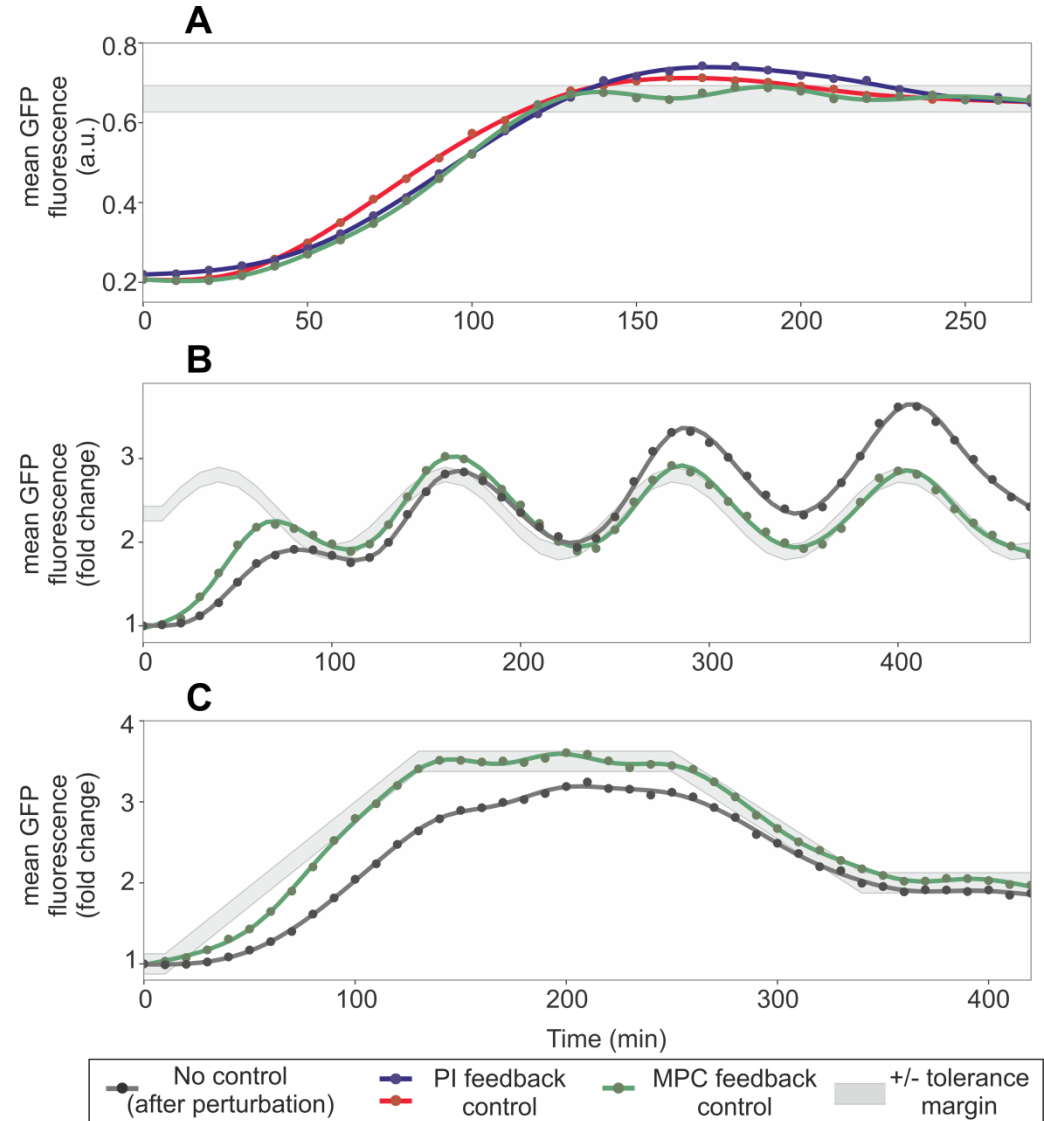 A
mean GFP
fluorescence
(a.u.)
0.8
0.6
0.4
0.2
0 50 100 150 200 250
B
mean GFP
fluorescence
(fold change)
3
2
1
0 100 200 300 400
C
mean GFP
fluorescence
(fold change)
4
3
2
1
0 100 200 300 400
Time (min)
No control
(after perturbation)
PI feedback
control
MPC feedback
control
+/- tolerance
margin